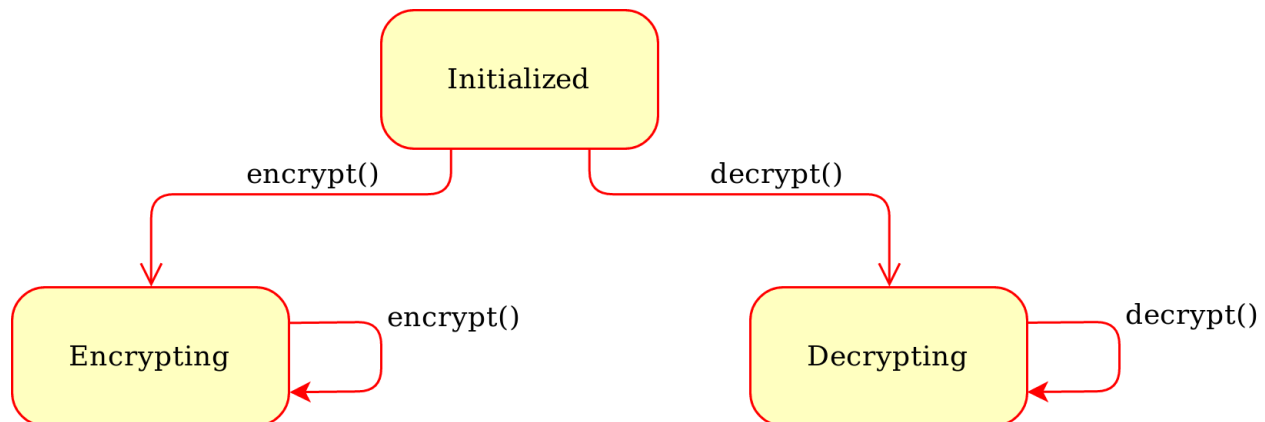 Initialized
encrypt()
decrypt()
encrypt()
decrypt()
Encrypting
Decrypting